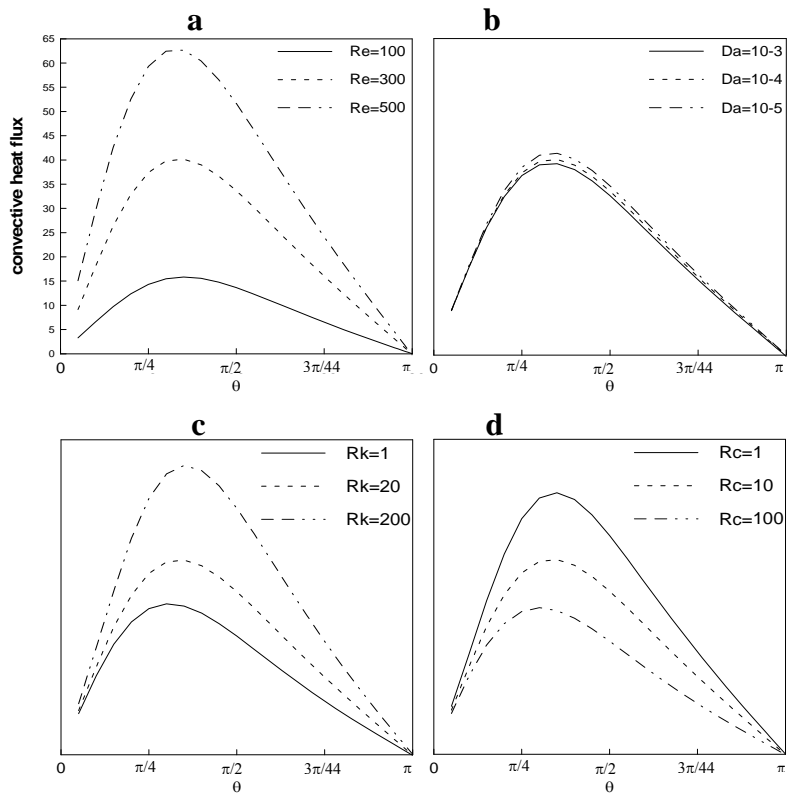 a
65
60
55
50
45
40
35
30
25
20
15
10
5
0
convective heat flux
Re=100
Re=300
Re=500
0
π/4
π/2
3π/44
π
θ
b
Da=10-3
Da=10-4
Da=10-5
0
π/4
π/2
3π/44
π
θ
c
Rk=1
Rk=20
Rk=200
0
π/4
π/2
3π/44
π
θ
d
Rc=1
Rc=10
Rc=100
0
π/4
π/2
3π/44
π
θ